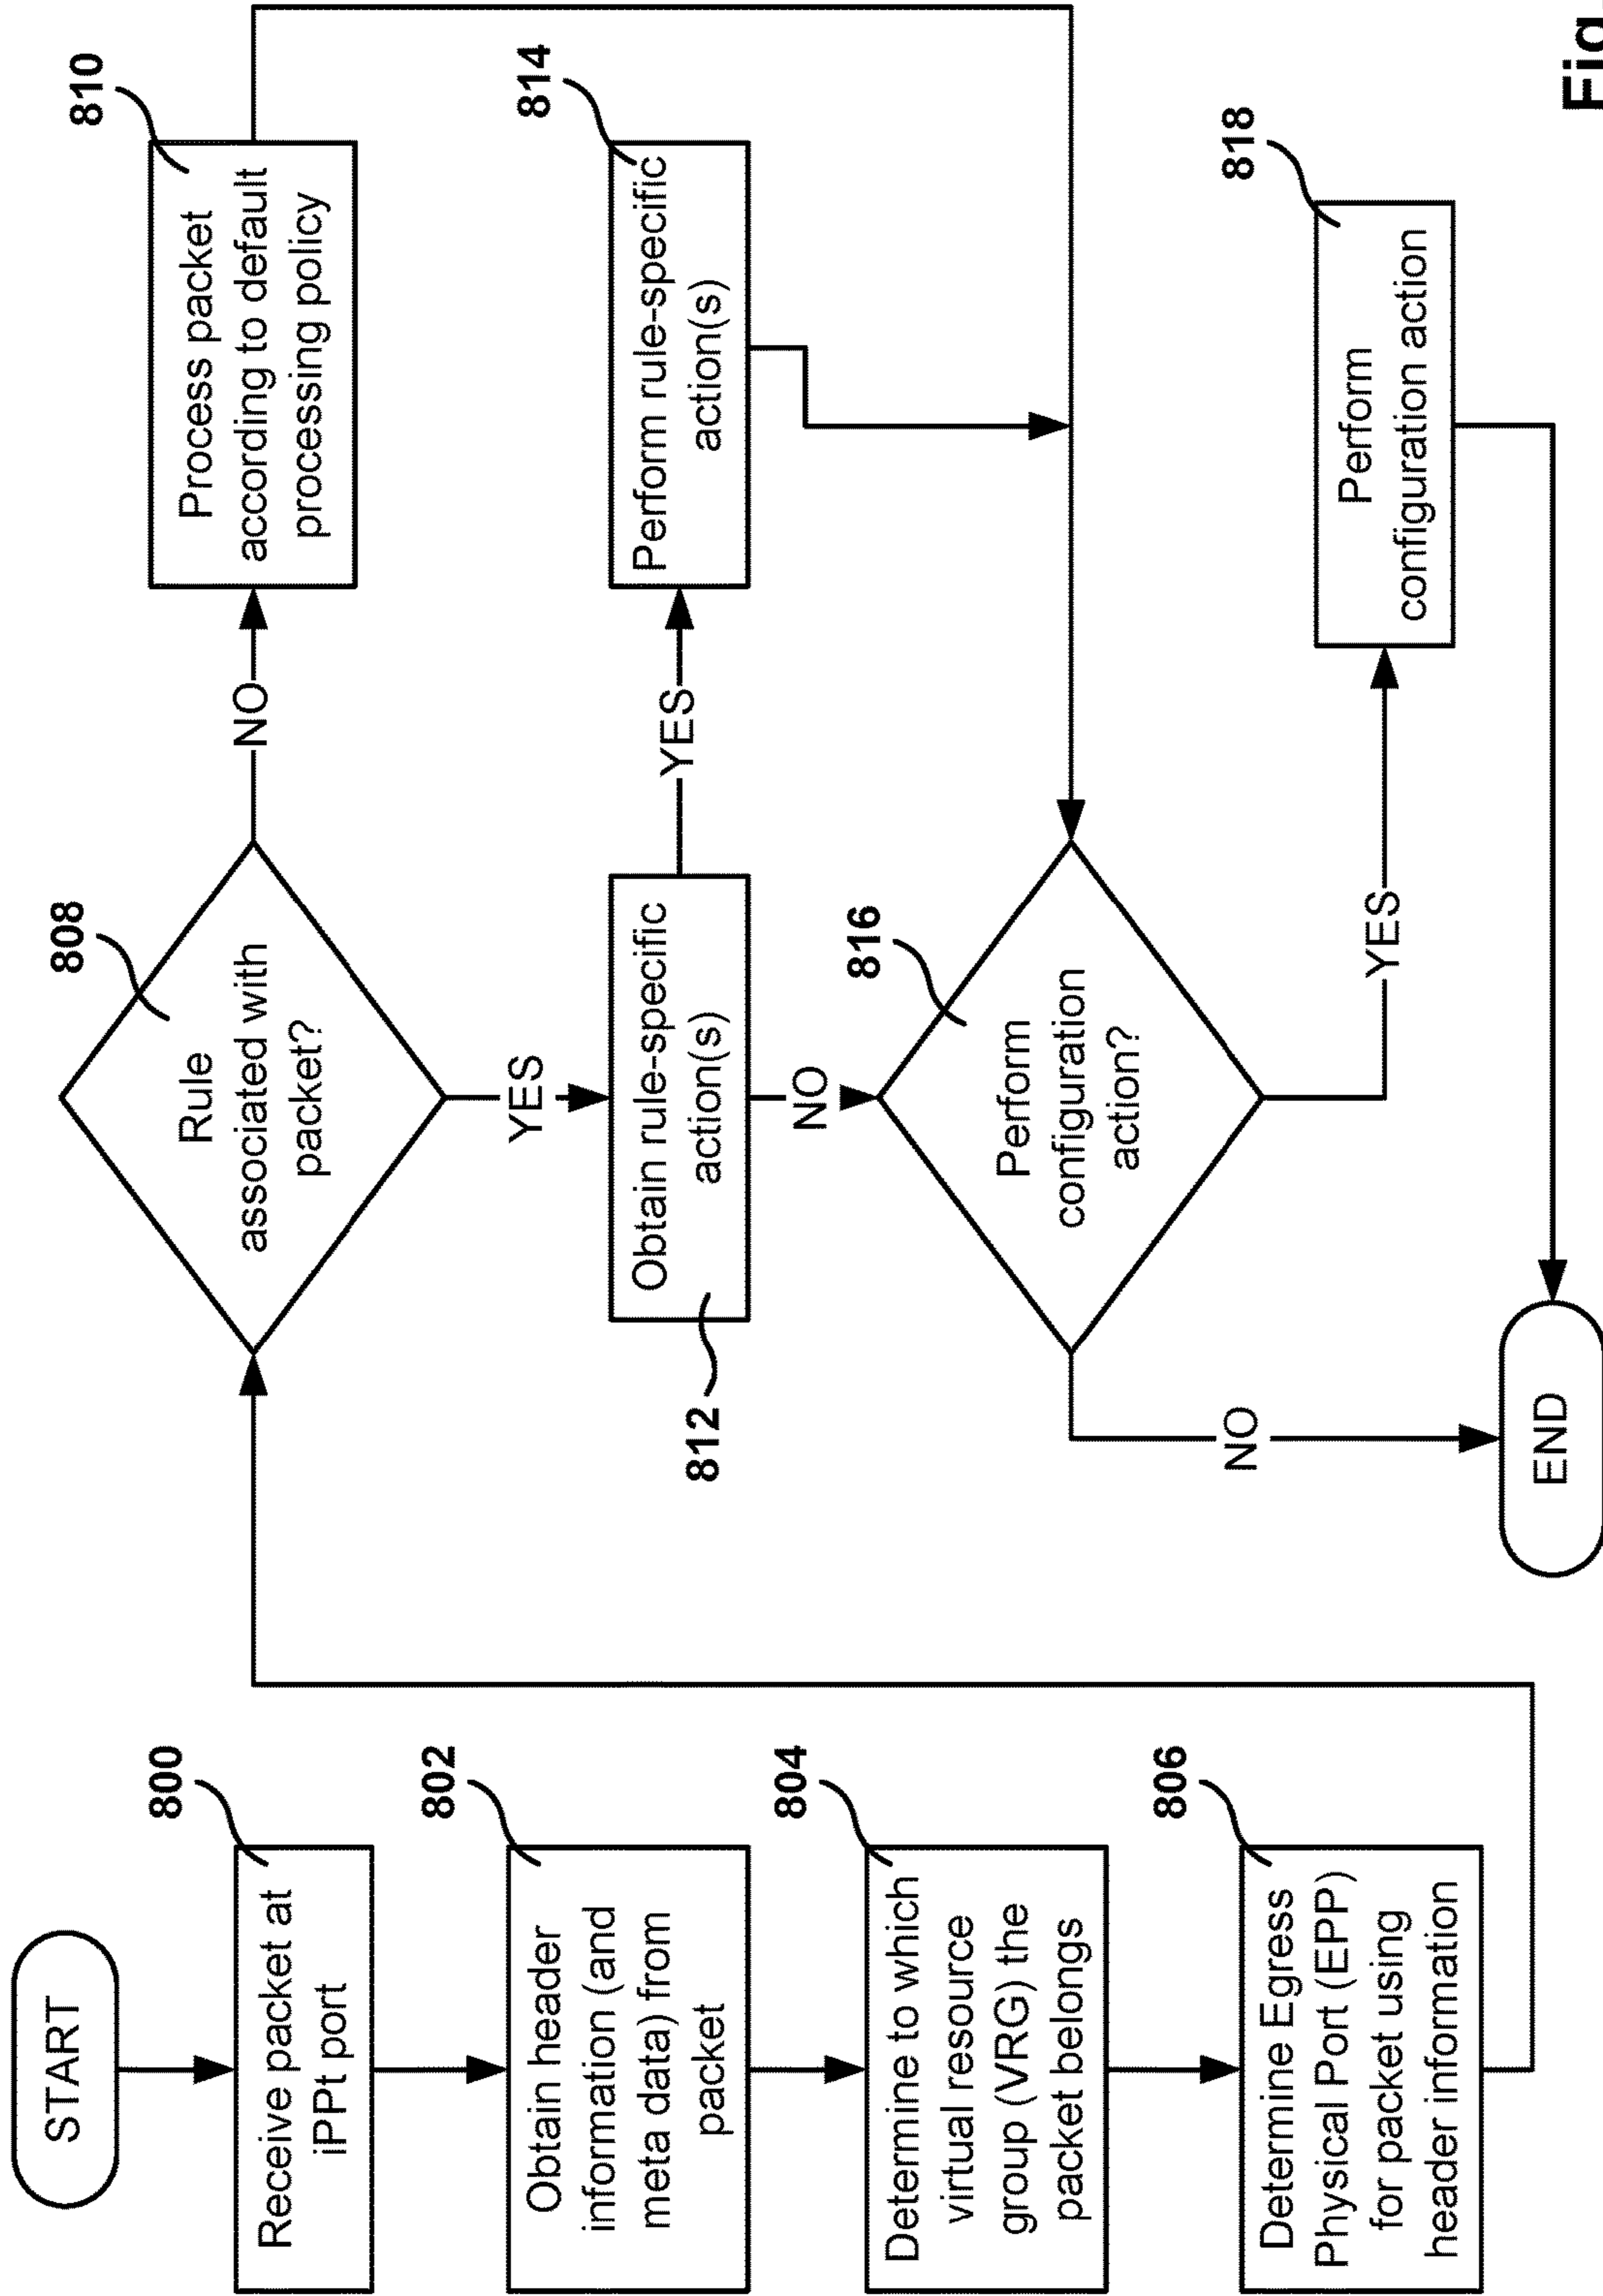 START
800
Receive packet at
iPPt port
802
Obtain header
information (and
meta data) from
packet
804
Determine to which
virtual resource
group (VRG) the
packet belongs
806
Determine Egress
Physical Port (EPP)
for packet using
header information
808
Rule
associated with
packet?
NO
810
Process packet
according to default
processing policy
YES
812
Obtain rule-specific
action(s)
YES
814
Perform rule-specific
action(s)
NO
816
Perform
configuration
action?
YES
818
Perform
configuration action
NO
END
Fig.